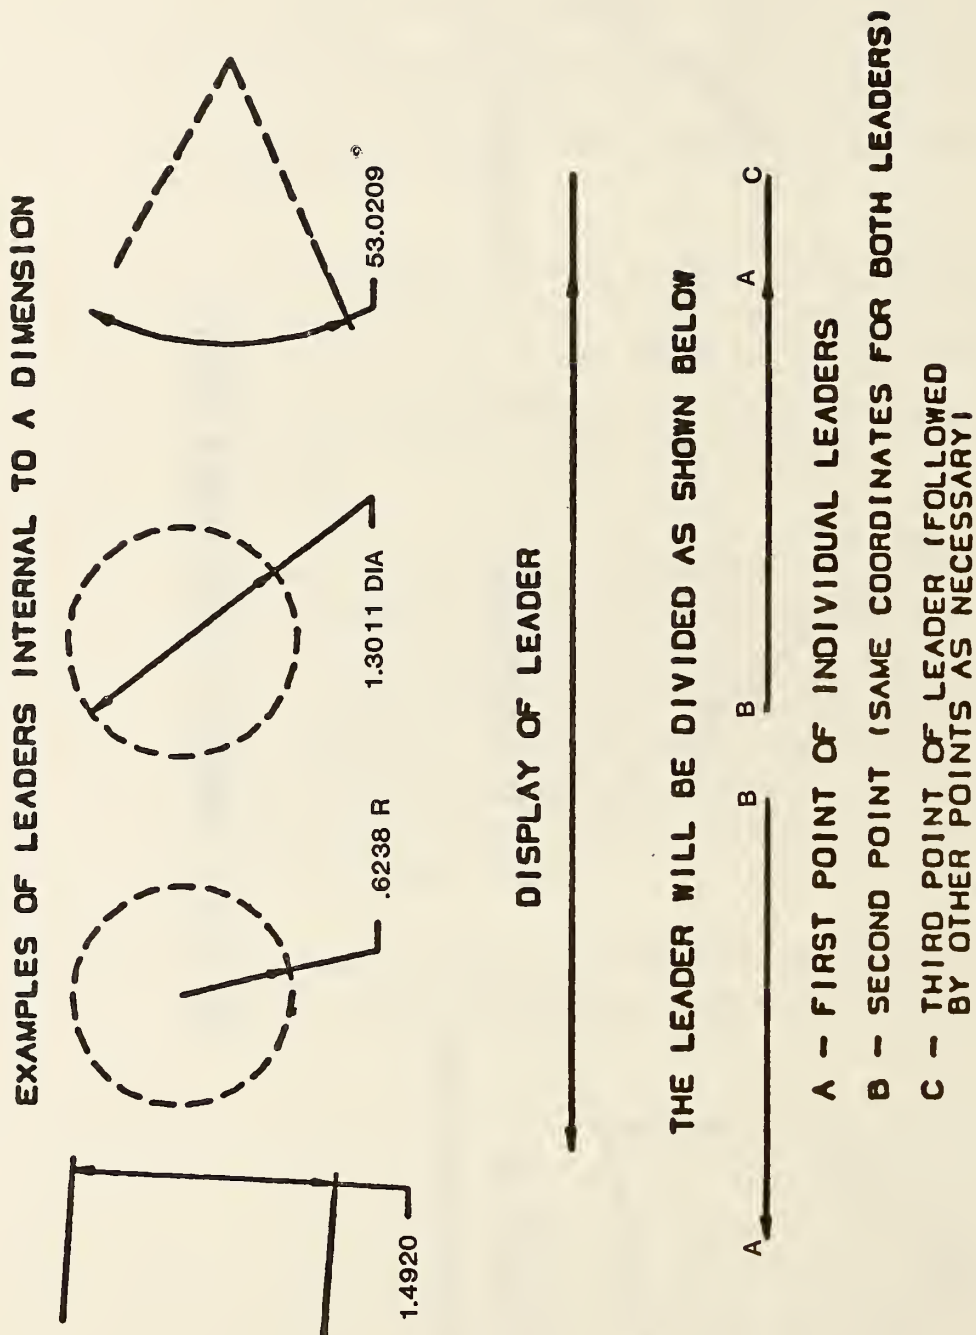 EXAMPLES OF LEADERS INTERNAL TO A DIMENSION
1.4920
.6238 R
1.3011 DIA
53.0209 °
DISPLAY OF LEADER
THE LEADER WILL BE DIVIDED AS SHOWN BELOW
A B B A C
A - FIRST POINT OF INDIVIDUAL LEADERS
B - SECOND POINT (SAME COORDINATES FOR BOTH LEADERS)
C - THIRD POINT OF LEADER (FOLLOWED
BY OTHER POINTS AS NECESSARY)